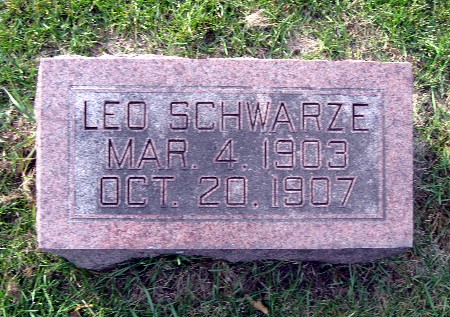 LEO SCHWARZE
MAR. 4. 1903
OCT. 20. 1907